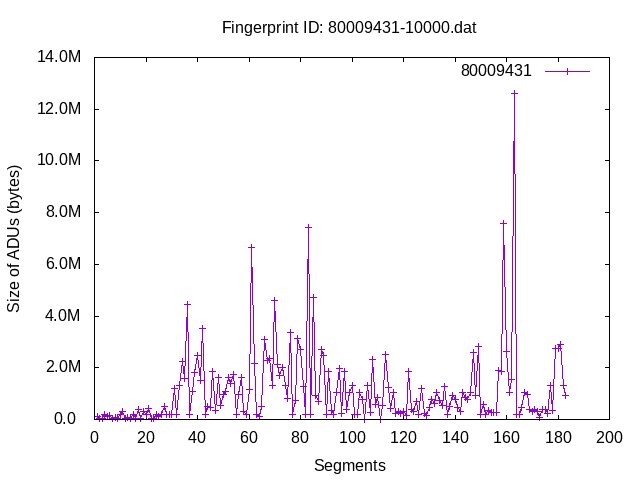 Fingerprint ID: 80009431-10000.dat
14.0M
80009431
12.0M
10.0M
8.0M
6.0M
4.0M
2.0M
0.0
Size of ADUs (bytes)
0 20 40 60 80 100 120 140 160 180 200
Segments